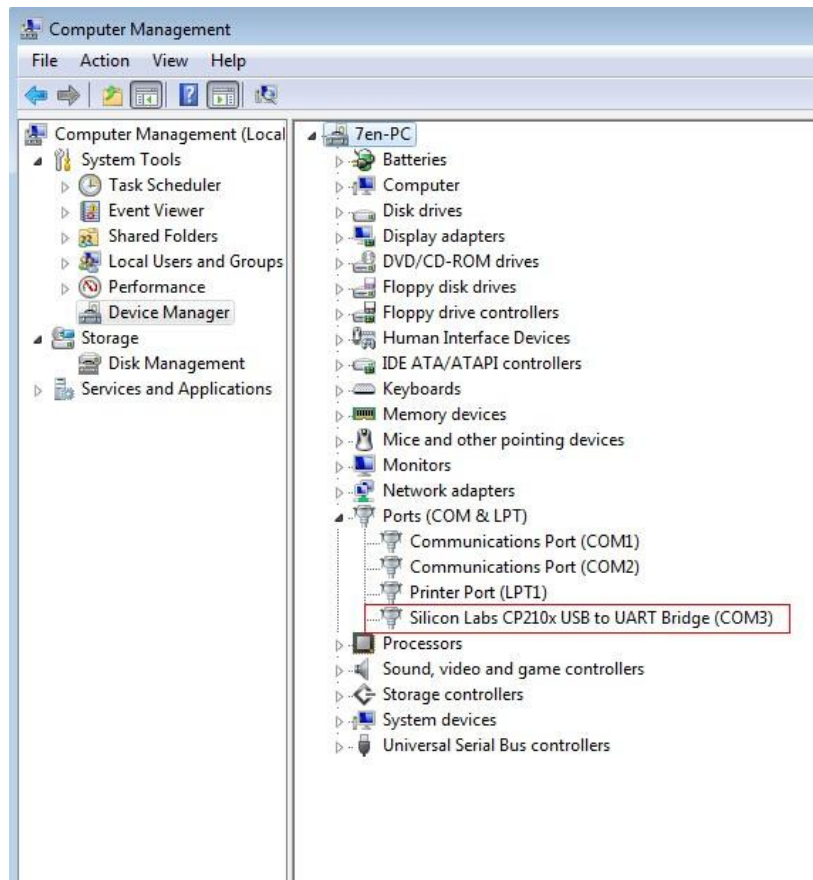 Computer Management
File Action View Help
Computer Management (Local
System Tools
Task Scheduler
Event Viewer
Shared Folders
Local Users and Groups
Performance
Device Manager
Storage
Disk Management
Services and Applications
7en-PC
Batteries
Computer
Disk drives
Display adapters
DVD/CD-ROM drives
Floppy disk drives
Floppy drive controllers
Human Interface Devices
IDE ATA/ATAPI controllers
Keyboards
Memory devices
Mice and other pointing devices
Monitors
Network adapters
Ports (COM & LPT)
Communications Port (COM1)
Communications Port (COM2)
Printer Port (LPT1)
Silicon Labs CP210x USB to UART Bridge (COM3)
Processors
Sound, video and game controllers
Storage controllers
System devices
Universal Serial Bus controllers